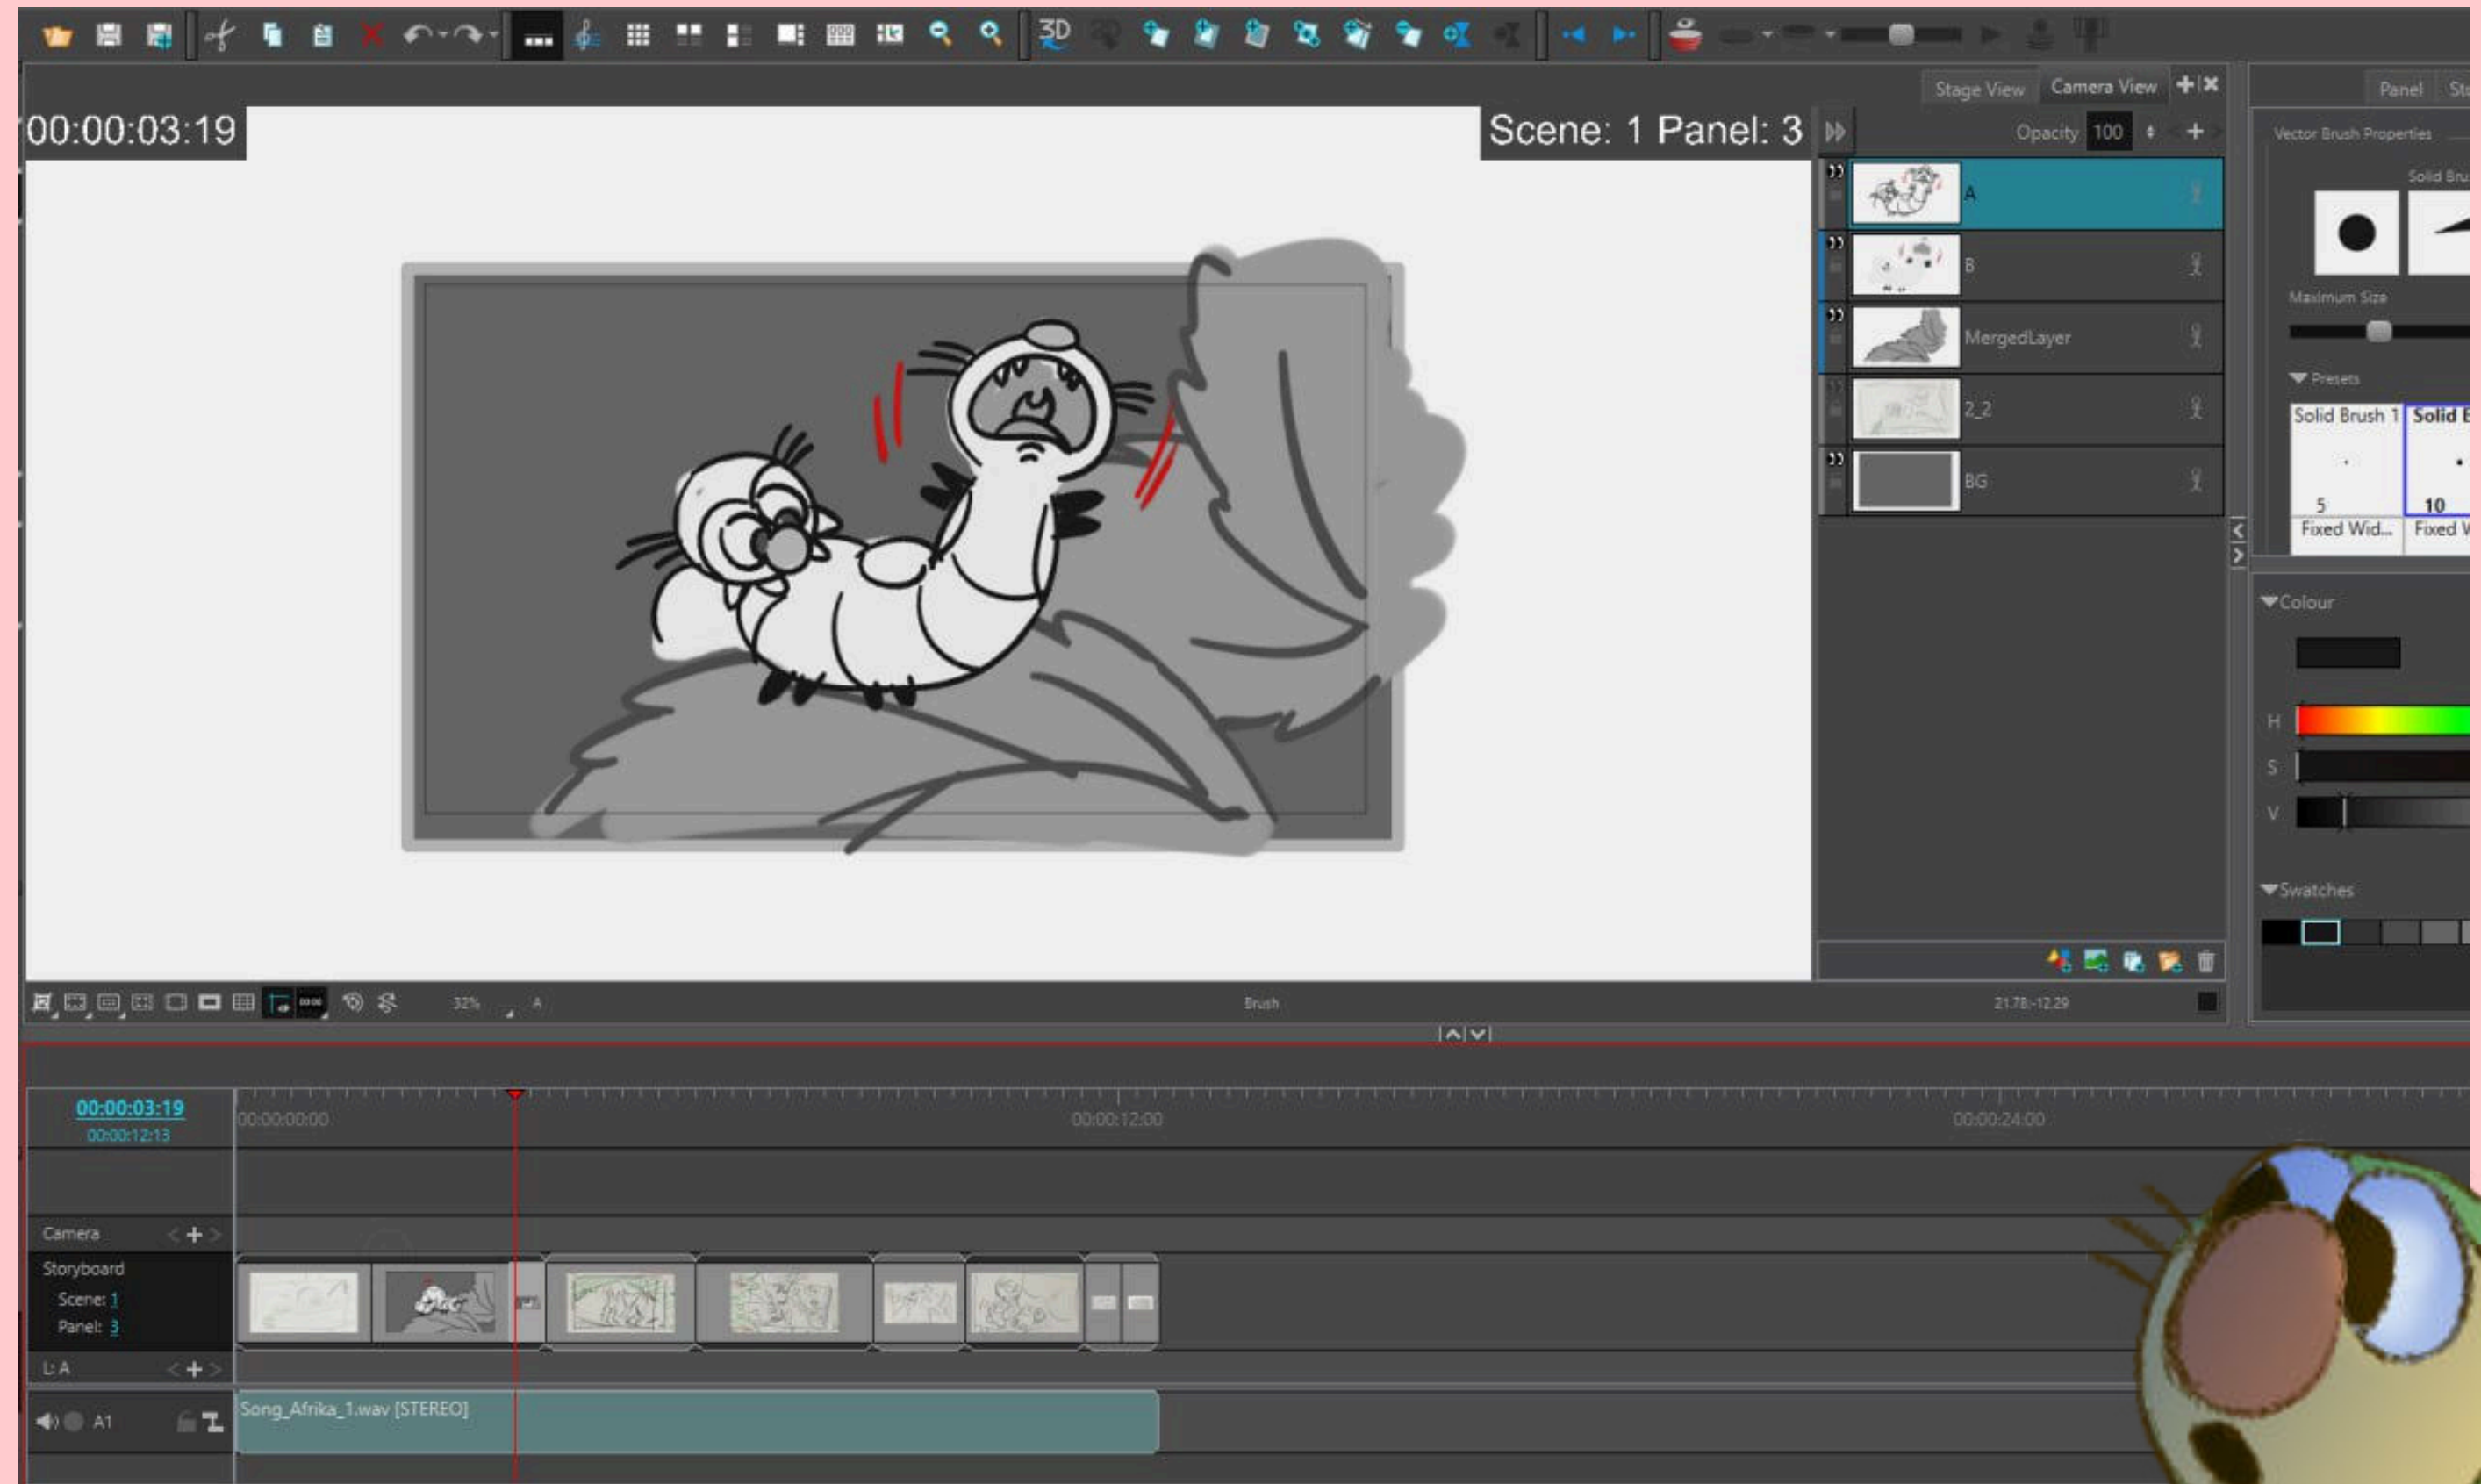 3D
Stage View
Camera View
Panel
00:00:03:19
Scene: 1 Panel: 3
Opacity 100
Vector Brush Properties
A
B
MergedLayer
2_2
BG
Maximum Size
Presets
Solid Brush 1
5
10
Fixed Wid...
Colour
H
S
V
Swatches
32%
A
Brush
21.78,-12.29
00:00:03:19
00:00:12:13
00:00:00:00
00:00:12:00
00:00:24:00
Camera
Storyboard
Scene: 1
Panel: 3
L: A
A1
Song_Afrika_1.wav [STEREO]